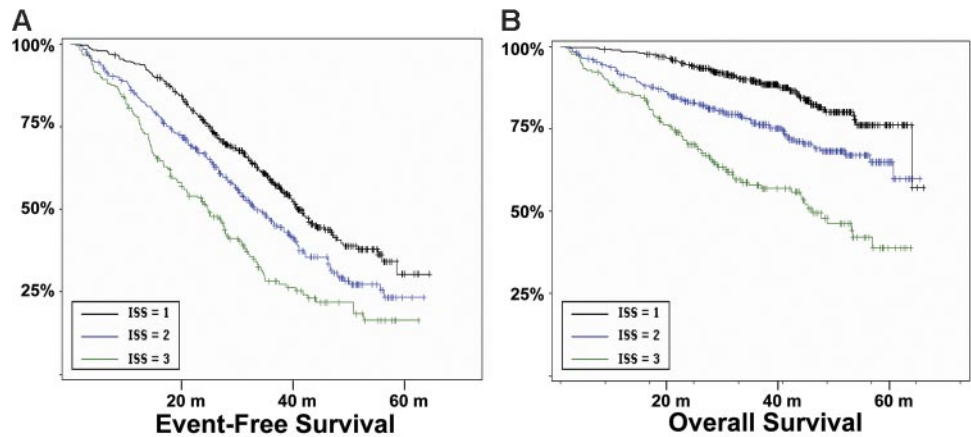 A
100%
75%
50%
25%
ISS = 1
ISS = 2
ISS = 3
20 m 40 m 60 m
Event-Free Survival
B
100%
75%
50%
25%
ISS = 1
ISS = 2
ISS = 3
20 m 40 m 60 m
Overall Survival